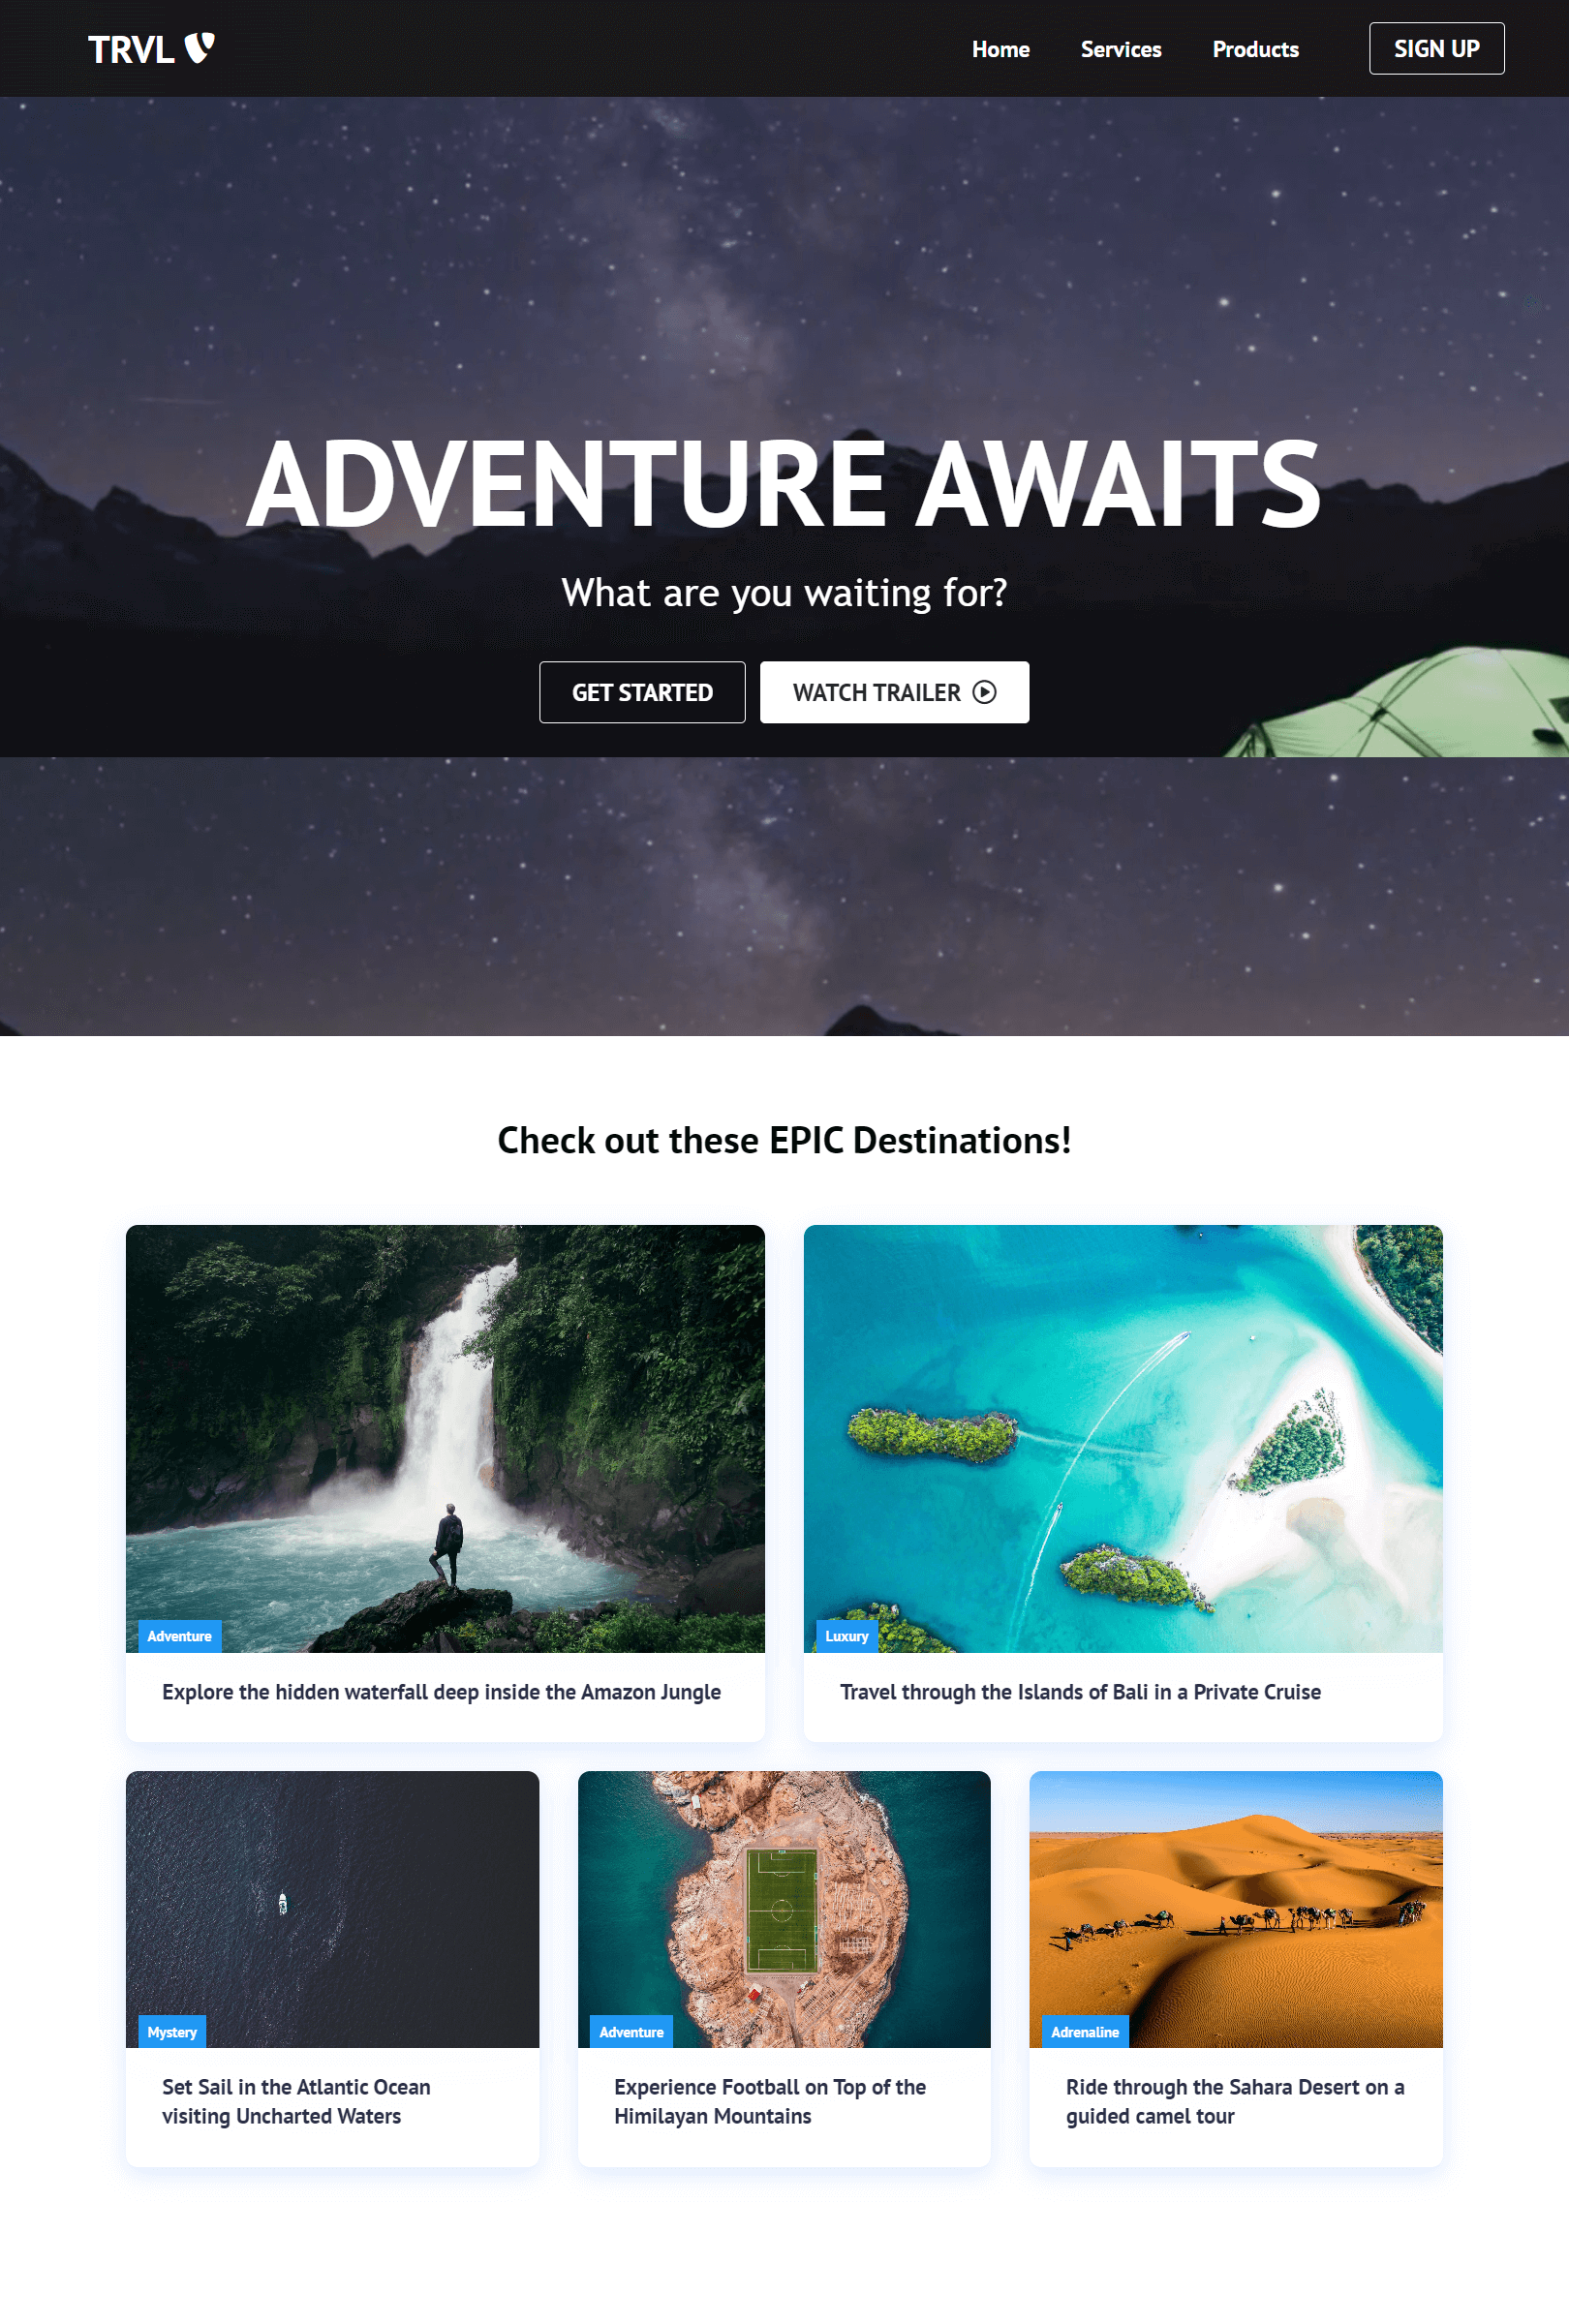 TRVL
Home Services Products SIGN UP
ADVENTURE AWAITS
What are you waiting for?
GET STARTED
WATCH TRAILER
Check out these EPIC Destinations!
Adventure
Explore the hidden waterfall deep inside the Amazon Jungle
Luxury
Travel through the Islands of Bali in a Private Cruise
Mystery
Set Sail in the Atlantic Ocean
visiting Uncharted Waters
Adventure
Experience Football on Top of the
Himilayan Mountains
Adrenaline
Ride through the Sahara Desert on a
guided camel tour